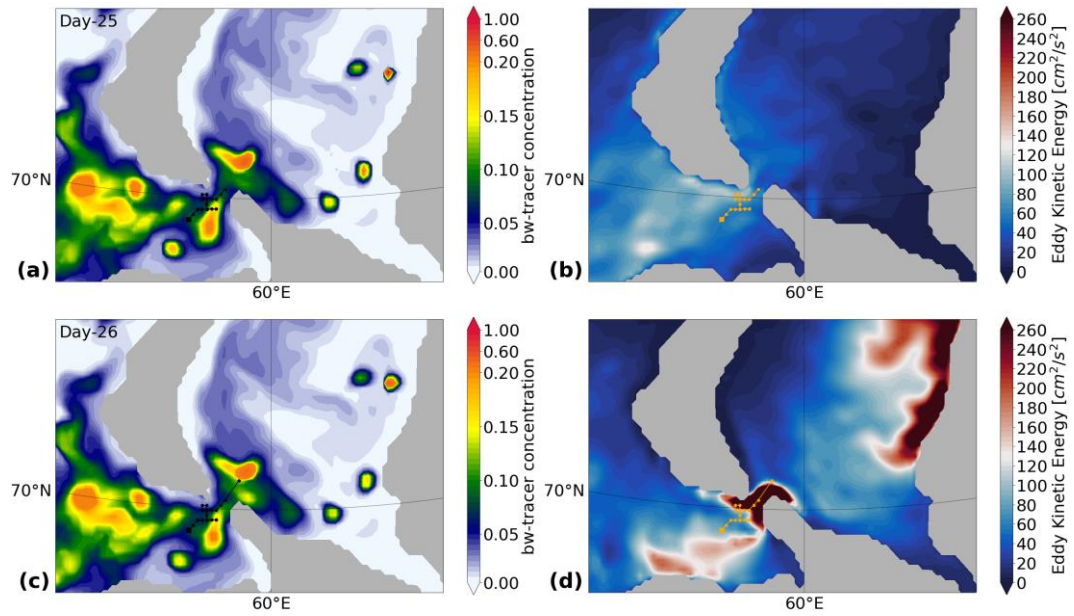 Day-25
70°N
60°E
(a)
1.00
0.60
0.15
0.10
0.05
0.00
bw-tracer concentration
70°N
60°E
(b)
260
240
220
200
180
160
140
120
100
80
60
40
20
0
Eddy Kinetic Energy [cm²/s²]
Day-26
70°N
60°E
(c)
1.00
0.60
0.15
0.10
0.05
0.00
bw-tracer concentration
70°N
60°E
(d)
260
240
220
200
180
160
140
120
100
80
60
40
20
0
Eddy Kinetic Energy [cm²/s²]